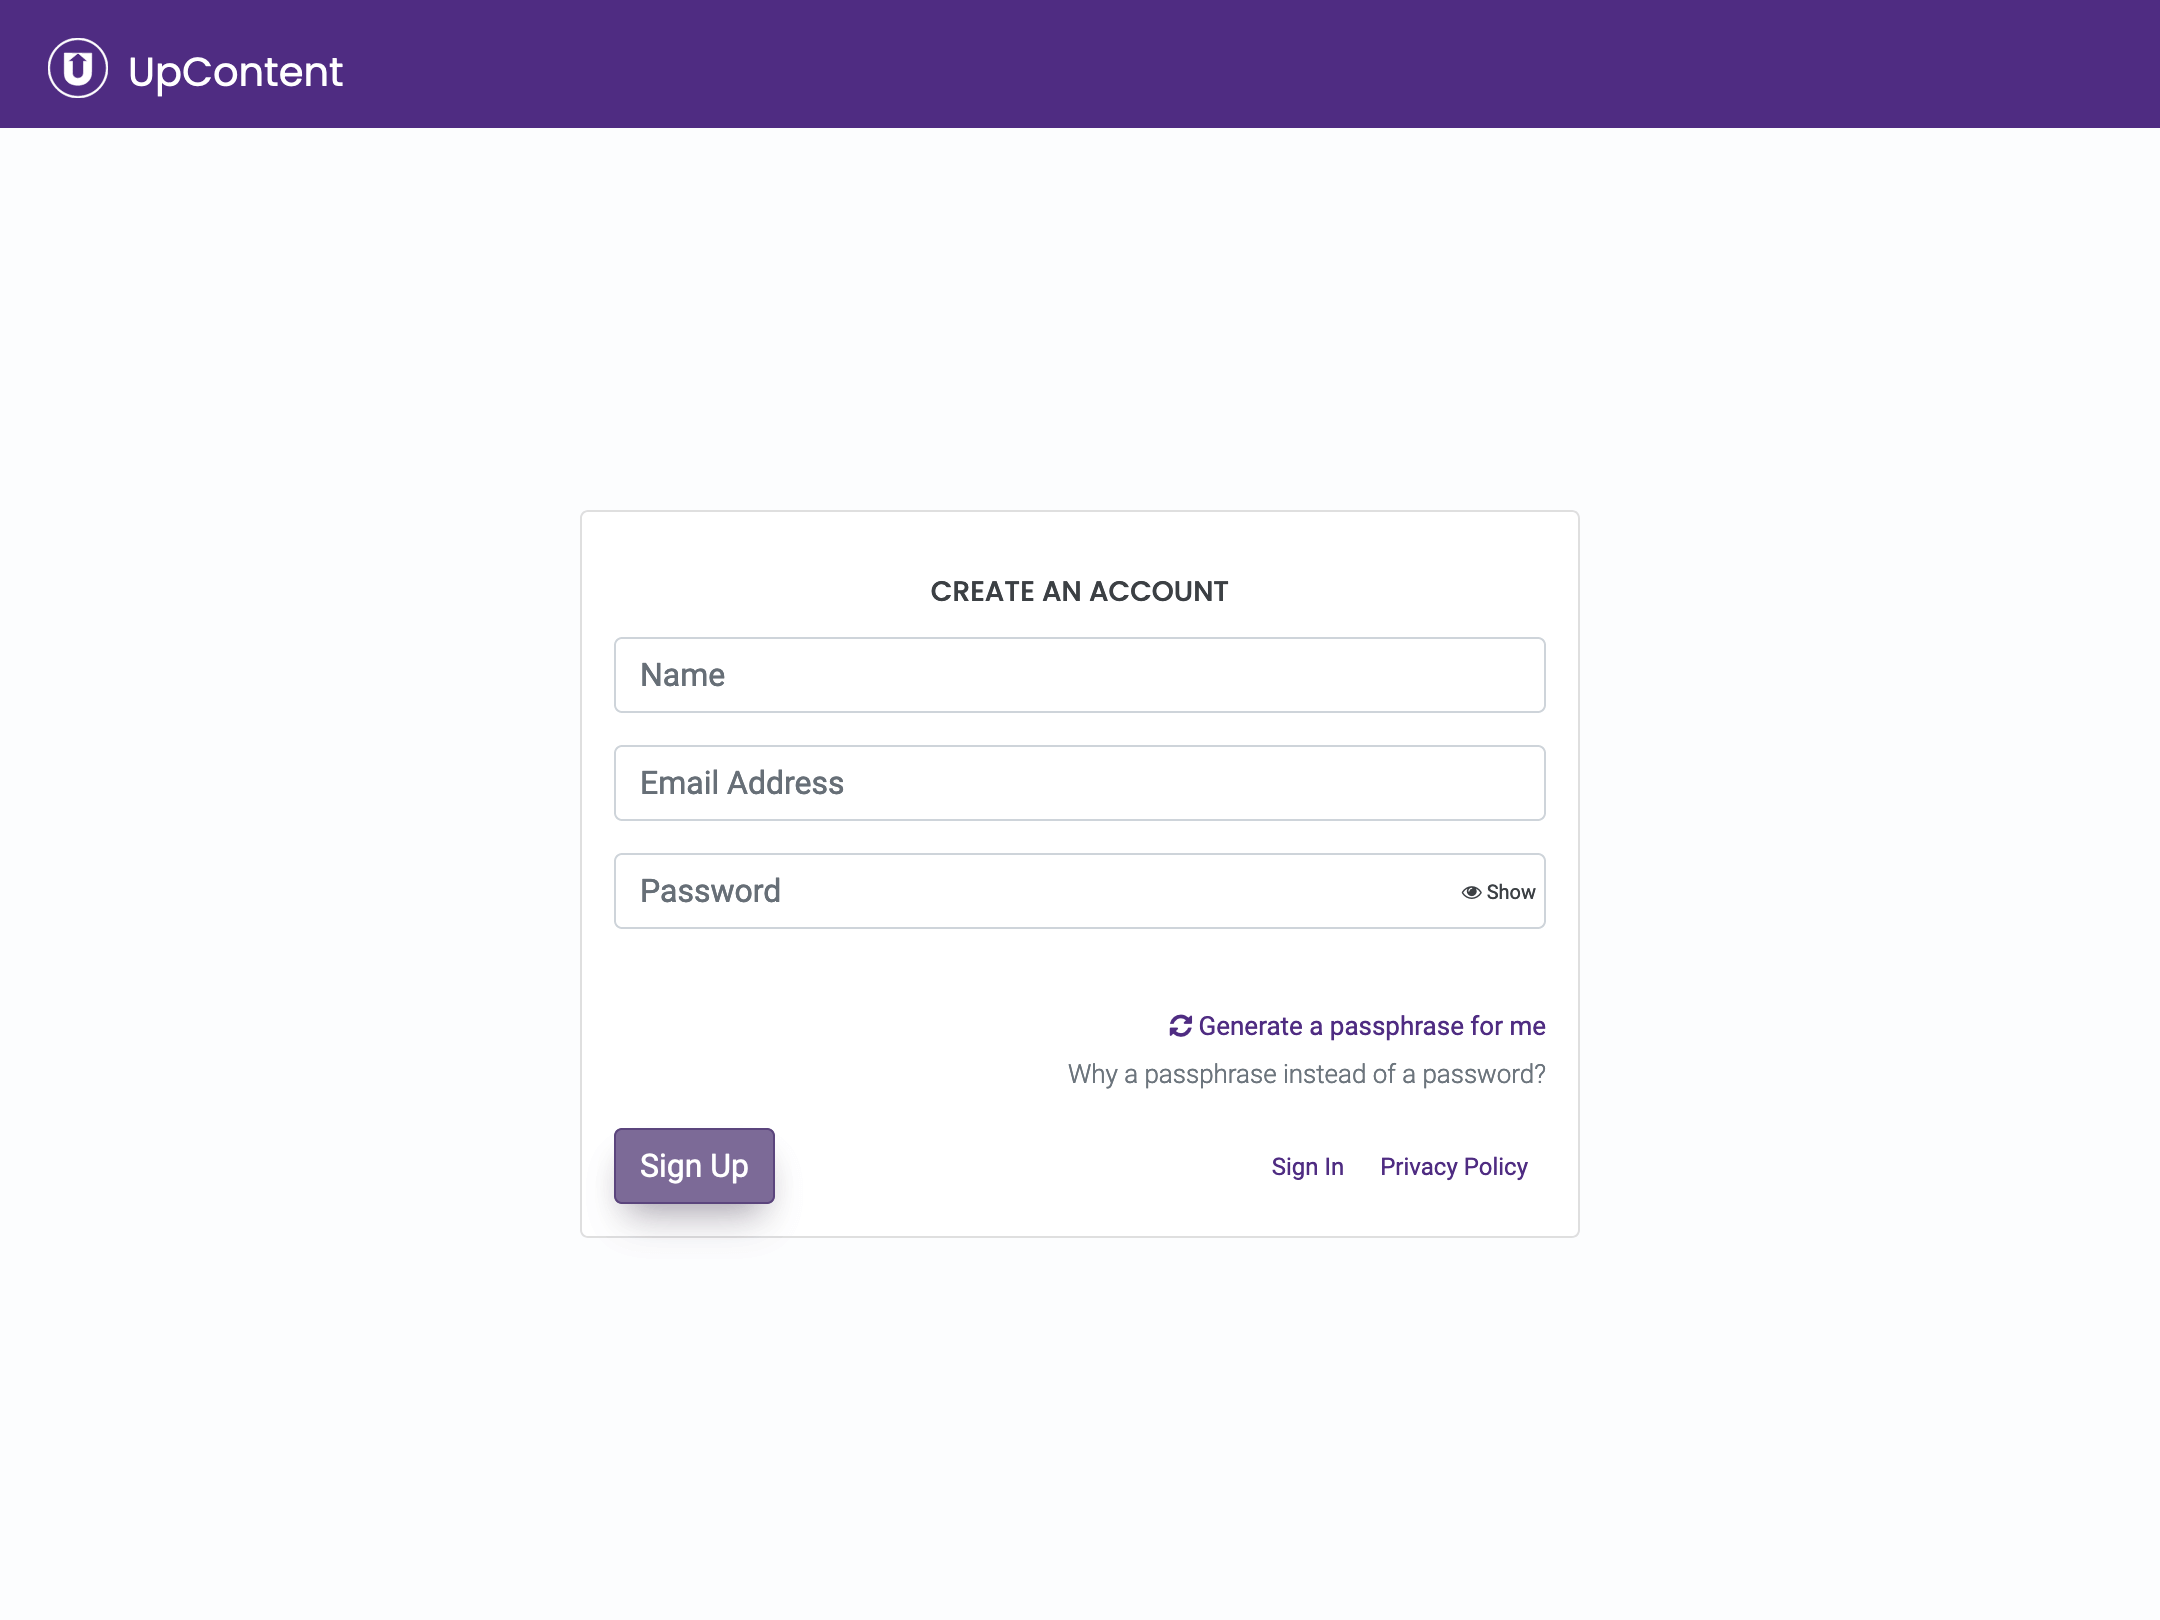 UpContent
CREATE AN ACCOUNT
Name
Email Address
Password
Show
Generate a passphrase for me
Why a passphrase instead of a password?
Sign Up
Sign In
Privacy Policy